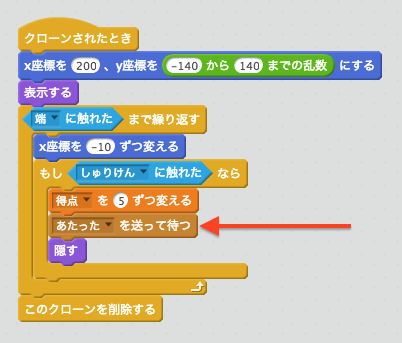 クローンされたとき
x座標を 200 、y座標を -140 から 140 までの乱数 にする
表示する
端 に触れた まで繰り返す
x座標を -10 ずつ変える
もし しゅりけん に触れた なら
得点 を 5 ずつ変える
あたった を送って待つ
隠す
このクローンを削除する